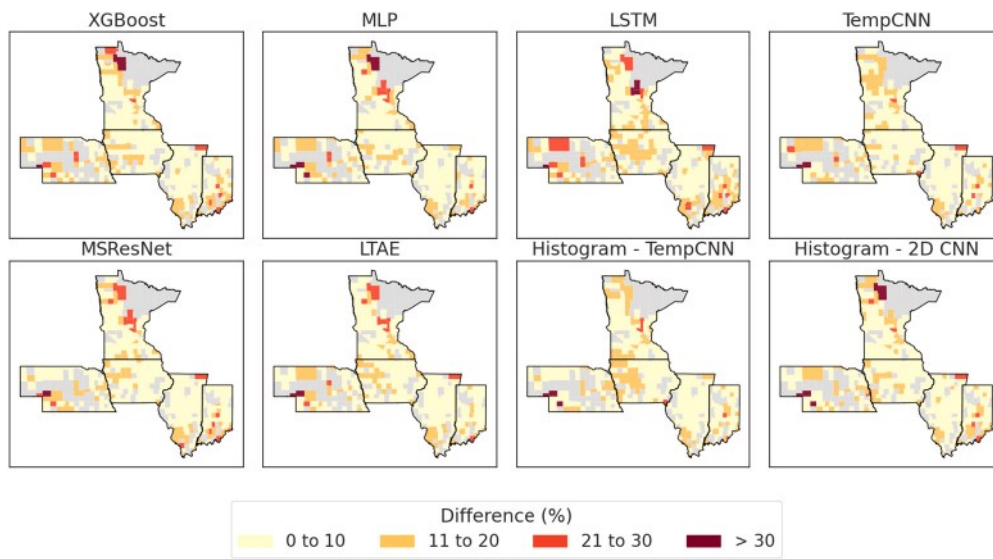 XGBoost MLP LSTM TempCNN
MSResNet LTAE Histogram - TempCNN Histogram - 2D CNN
Difference (%)
0 to 10 11 to 20 21 to 30 > 30